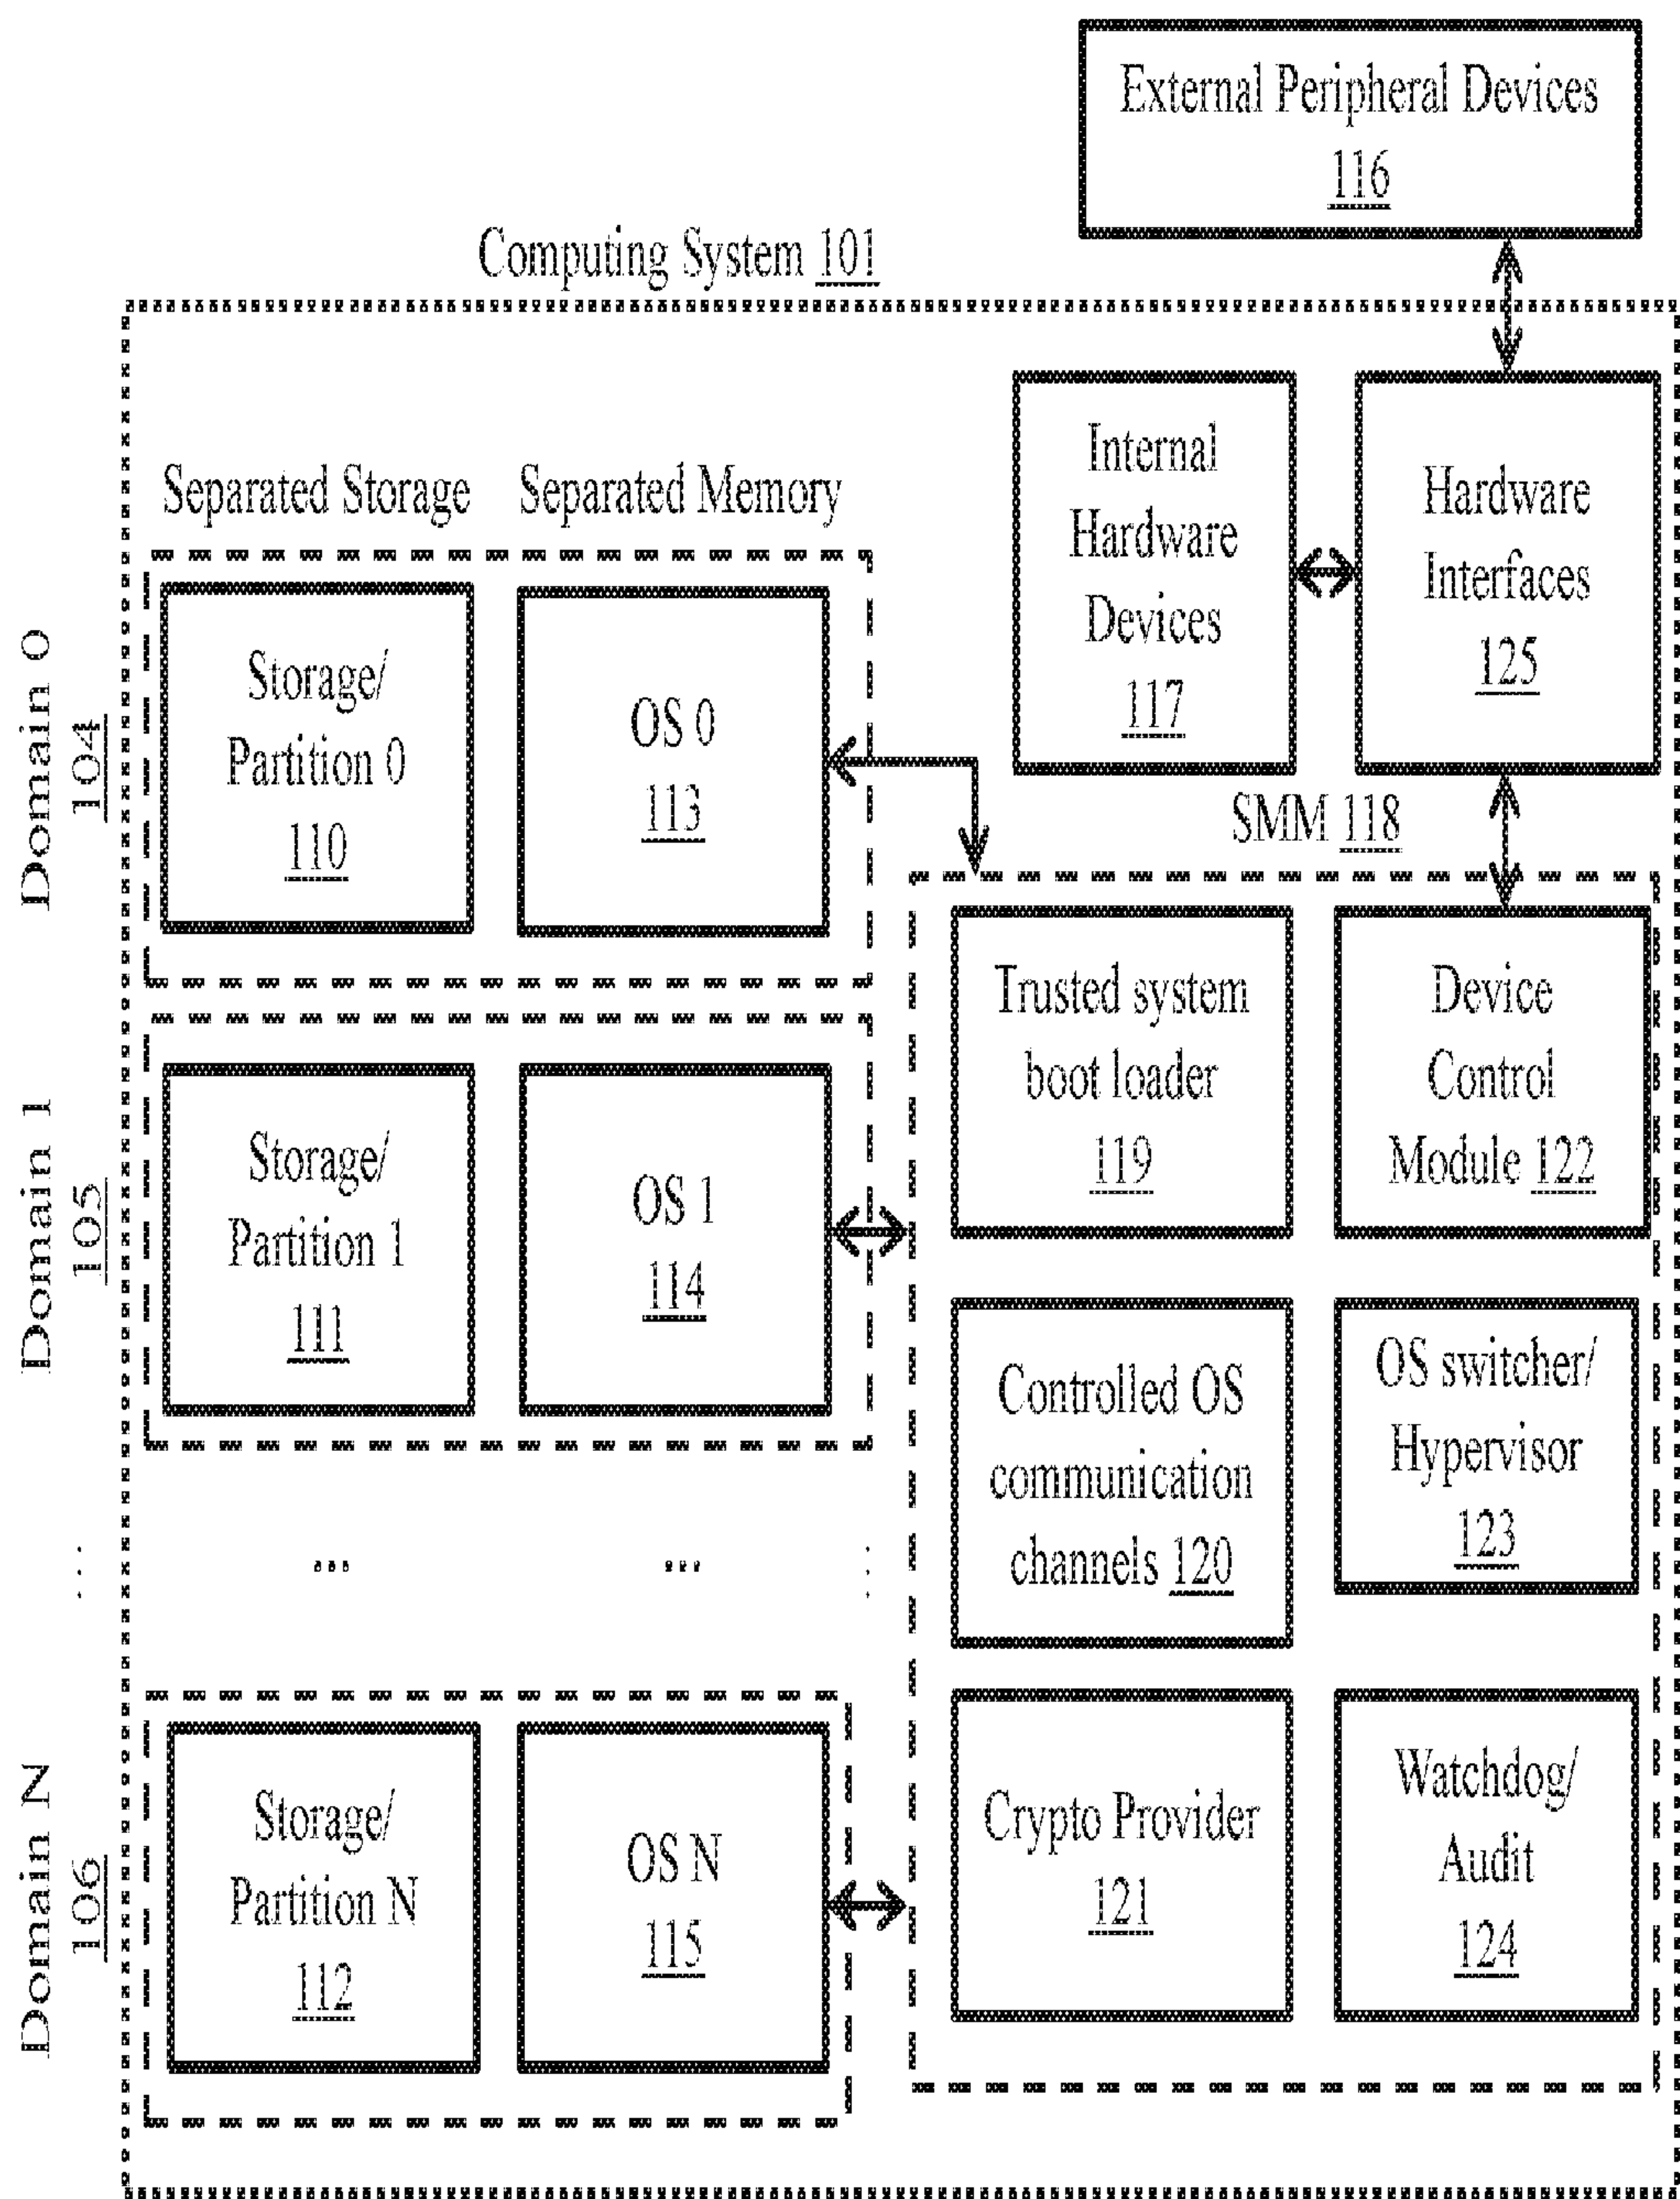 External Peripheral Devices
116
Computing System 101
Internal
Hardware
Devices
117
Hardware
Interfaces
125
Separated Storage
Separated Memory
Domain 0
104
Storage/
Partition 0
110
OS 0
113
SMM 118
Domain 1
105
Storage/
Partition 1
111
OS 1
114
Trusted system
boot loader
119
Device
Control
Module 122
Controlled OS
communication
channels 120
OS switcher/
Hypervisor
123
...
...
...
...
Domain N
106
Storage/
Partition N
112
OS N
115
Crypto Provider
121
Watchdog/
Audit
124